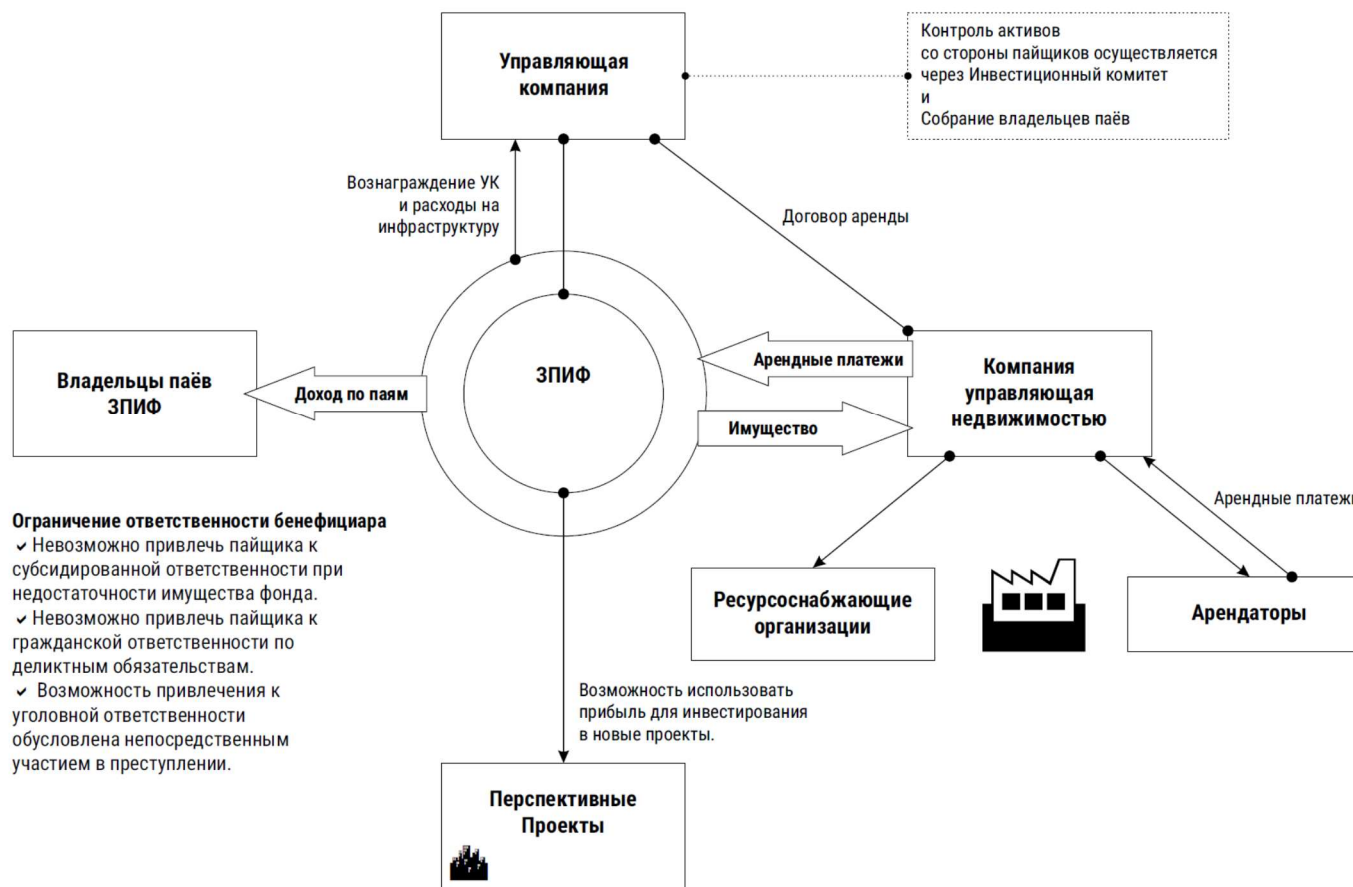 Управляющая
компания
Контроль активов
со стороны пайщиков осуществляется
через Инвестиционный комитет
и
Собрание владельцев паёв
Вознаграждение УК
и расходы на
инфраструктуру
Договор аренды
Владельцы паёв
ЗПИФ
Доход по паям
ЗПИФ
Арендные платежи
Имущество
Компания
управляющая
недвижимостью
Ограничение ответственности бенефициара
✓ Невозможно привлечь пайщика к
субсидированной ответственности при
недостаточности имущества фонда.
✓ Невозможно привлечь пайщика к
гражданской ответственности по
деликтным обязательствам.
✓ Возможность привлечения к
уголовной ответственности
обусловлена непосредственным
участием в преступлении.
Арендные платежи
Ресурсоснабжающие
организации
Арендаторы
Возможность использовать
прибыль для инвестирования
в новые проекты.
Перспективные
Проекты